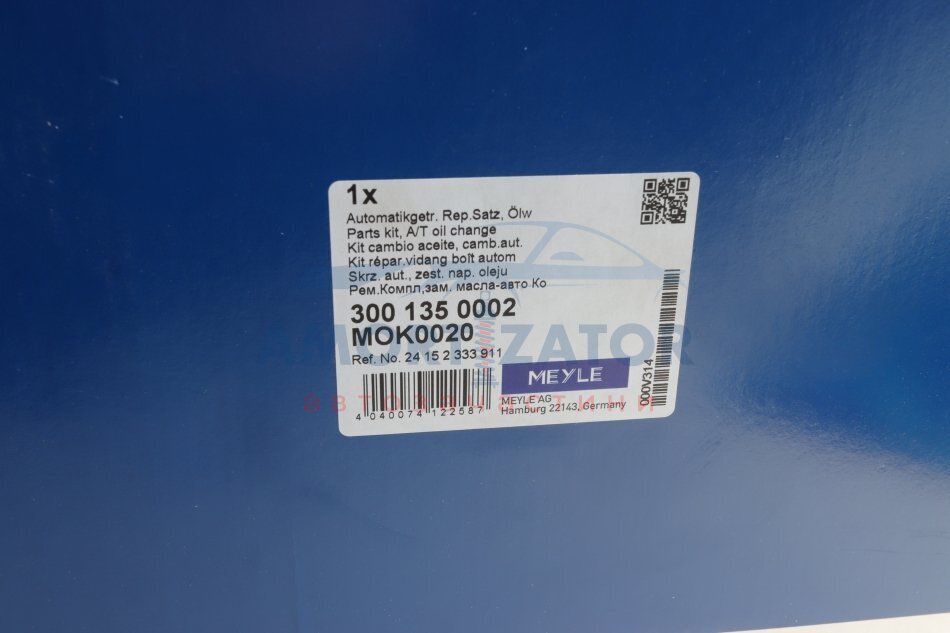 1x
Automatikgetr. Rep.Satz, Ölw
Parts kit, A/T oil change
Kit cambio aceite, camb.aut.
Kit répar.vidang boît autom
Skrz. aut., zest. nap. oleju
Рем.Компл,зам. масла-авто Ко
300 135 0002
MOK0020
Ref. No. 24 15 2 333 911
MEYLE
MEYLE AG
Hamburg 22143, Germany
4 040074 122587
000V314
AMORTIZATOR
автозапчастини